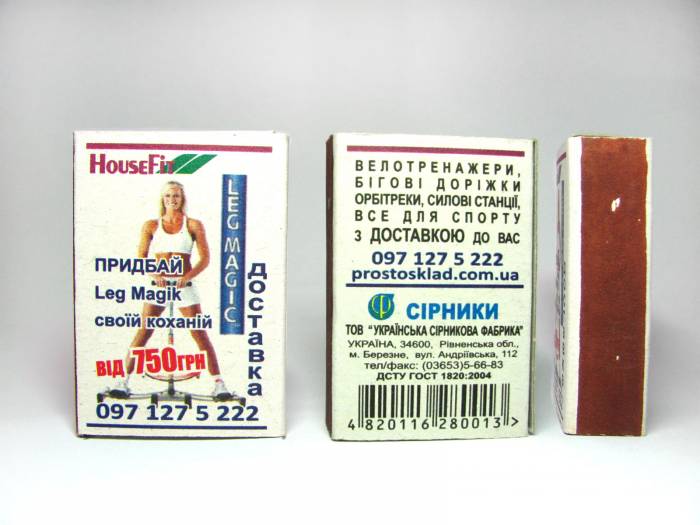 HouseFit
LEG MAGIC
ПРИДБАЙ
Leg Magik
своїй коханій
доставка
ВІД 750ГРН
097 127 5 222
ВЕЛОТРЕНАЖЕРИ,
БІГОВІ ДОРІЖКИ
ОРБІТРЕКИ, СИЛОВІ СТАНЦІЇ,
ВСЕ ДЛЯ СПОРТУ
З ДОСТАВКОЮ ДО ВАС
097 127 5 222
prostosklad.com.ua
СІРНИКИ
ТОВ "УКРАЇНСЬКА СІРНИКОВА ФАБРИКА"
УКРАЇНА, 34600, Рівненська обл.,
м. Березне, вул. Андріївська, 112
тел/факс: (03653)5-66-83
ДСТУ ГОСТ 1820:2004
4 820116 280013 >